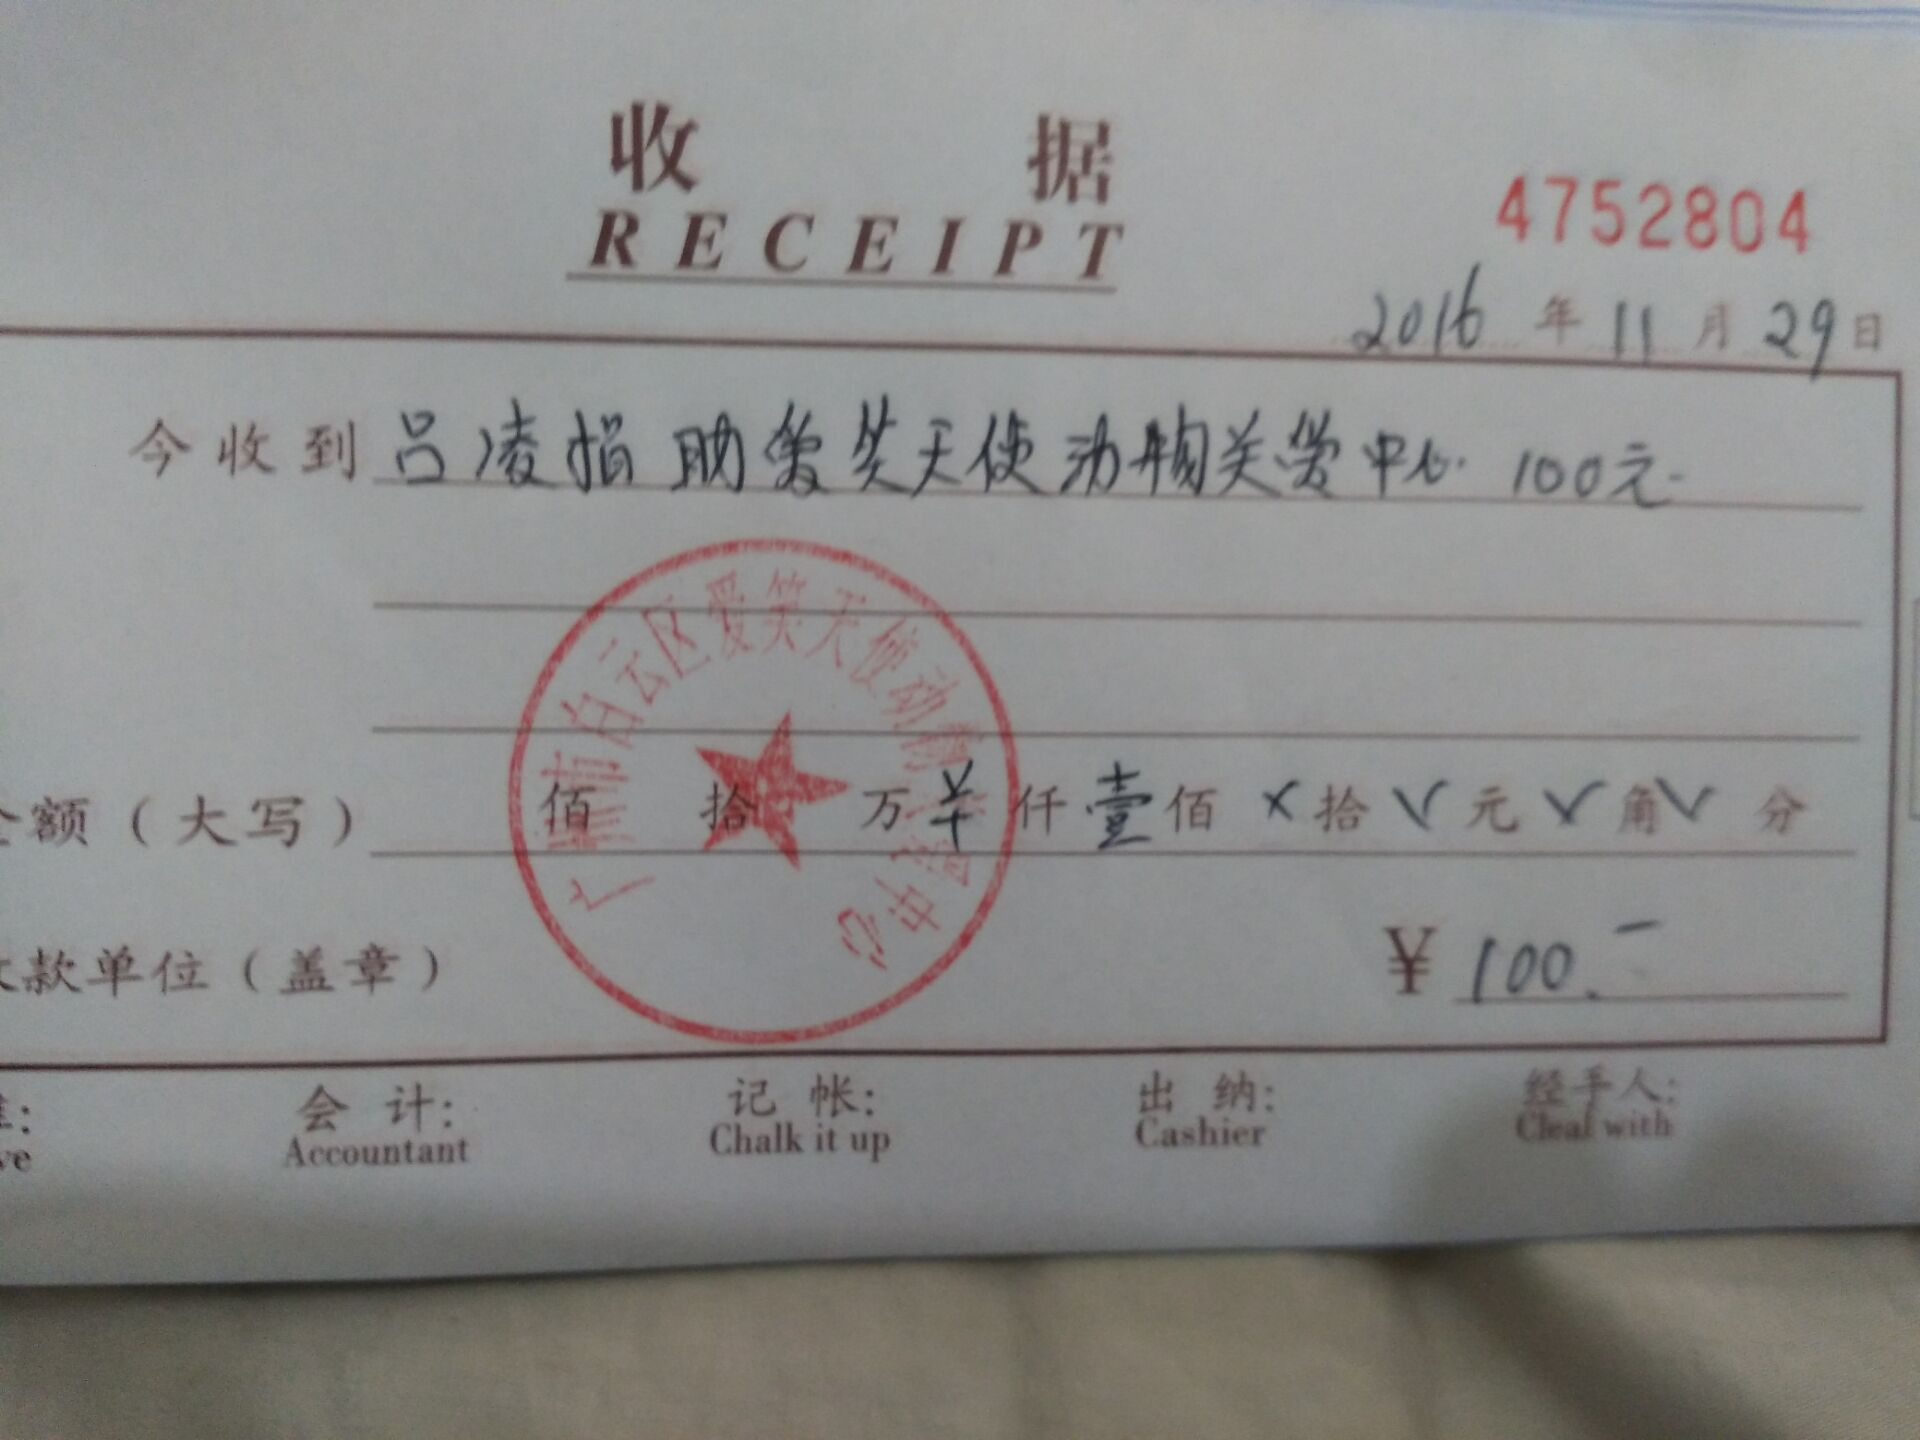 收 据
RECEIPT
4752804
2016 年 11 月 29 日
今收到 吕凌捐助爱笑天使动物关爱中心 100元
广州市白云区爱笑天使动物关爱中心
金额（大写） 佰 拾 万 ¥ 仟 壹 佰 × 拾 √ 元 √ 角 √ 分
收款单位（盖章） ¥ 100.-
准: 会 计: 记 帐: 出 纳: 经手人:
ve Accountant Chalk it up Cashier Cleaf with